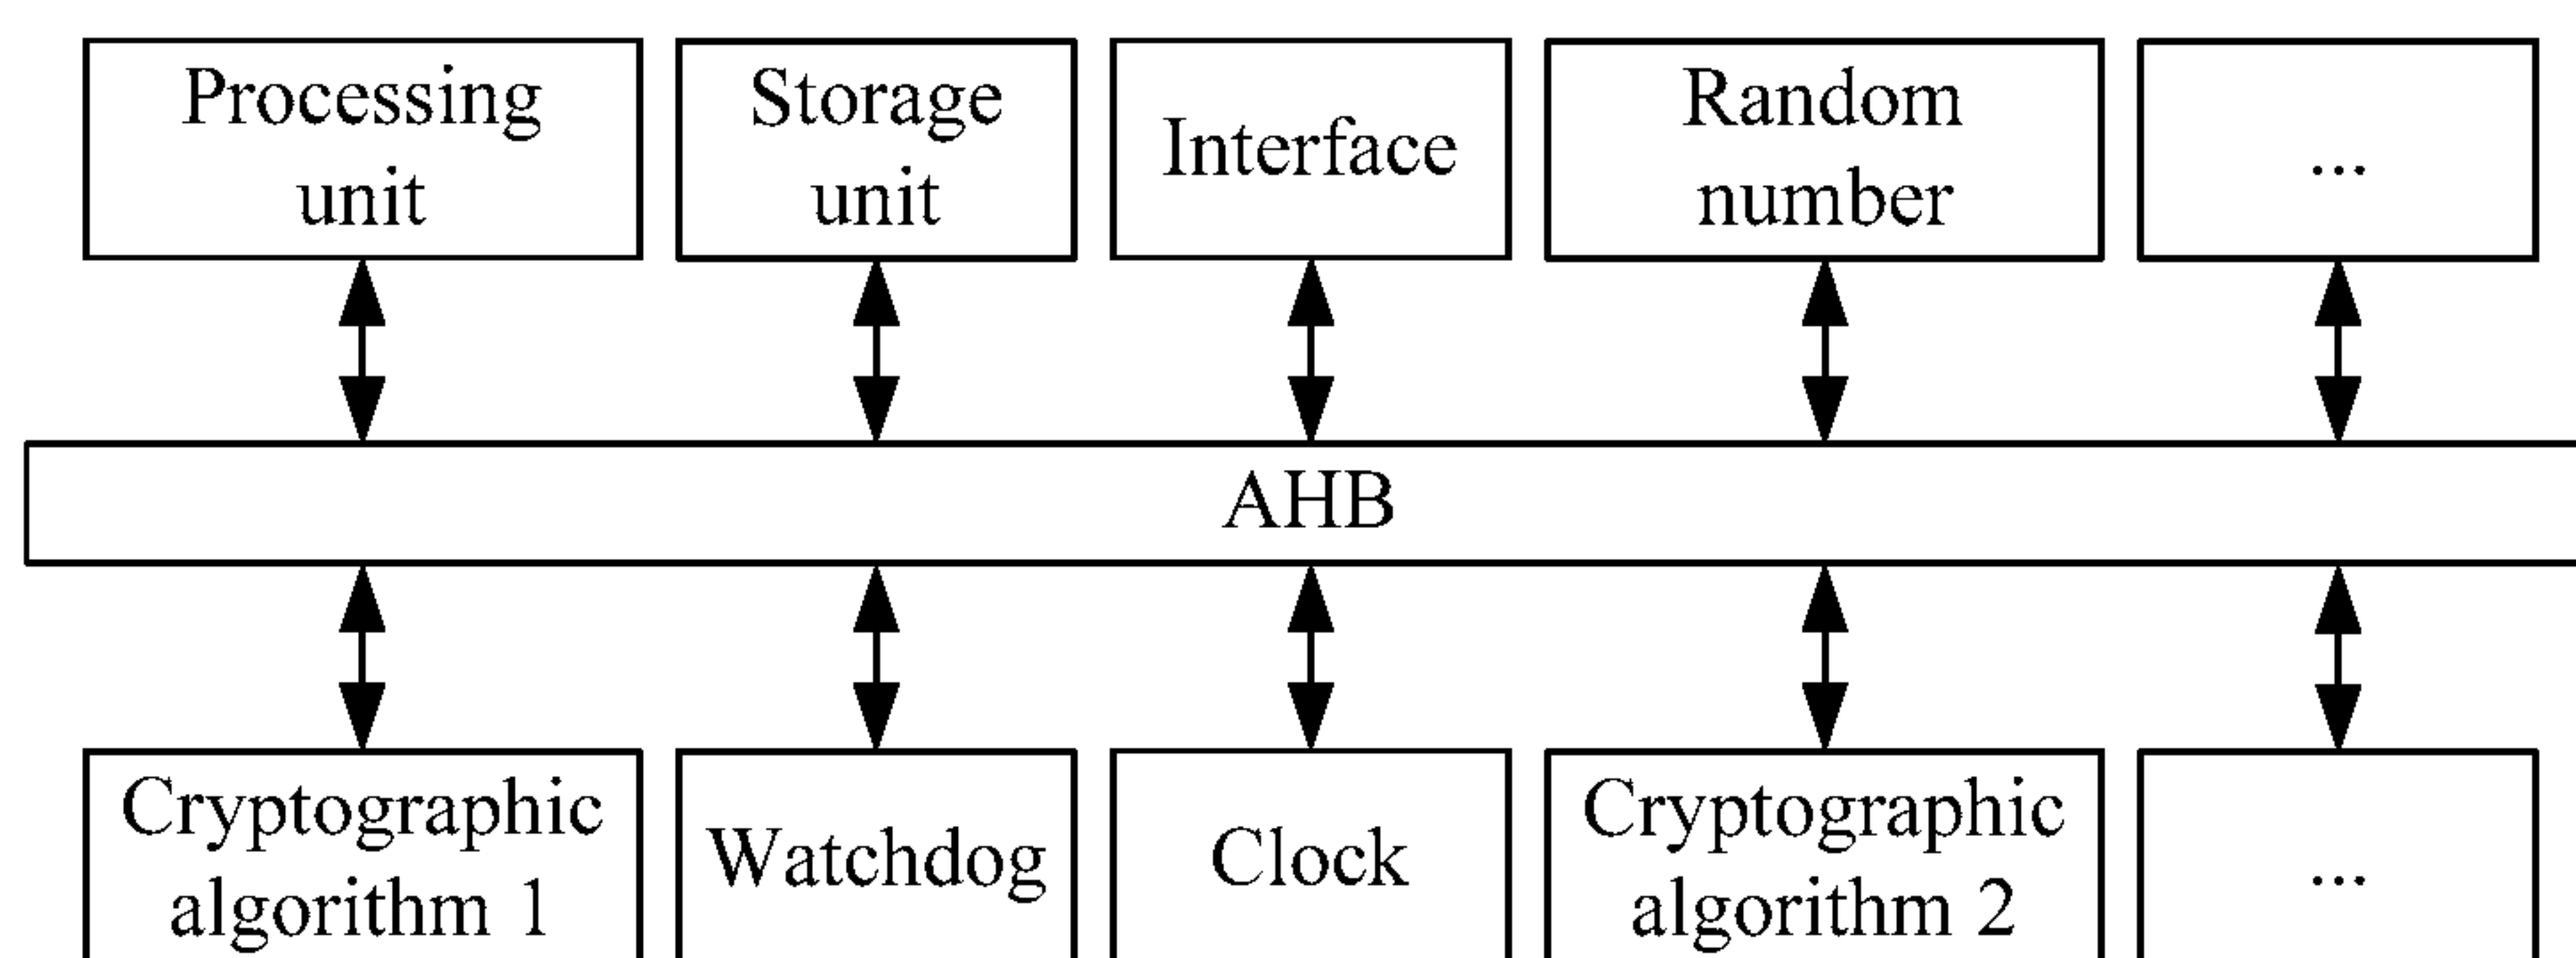 Processing
unit
Storage
unit
Interface
Random
number
...
AHB
Cryptographic
algorithm 1
Watchdog
Clock
Cryptographic
algorithm 2
...